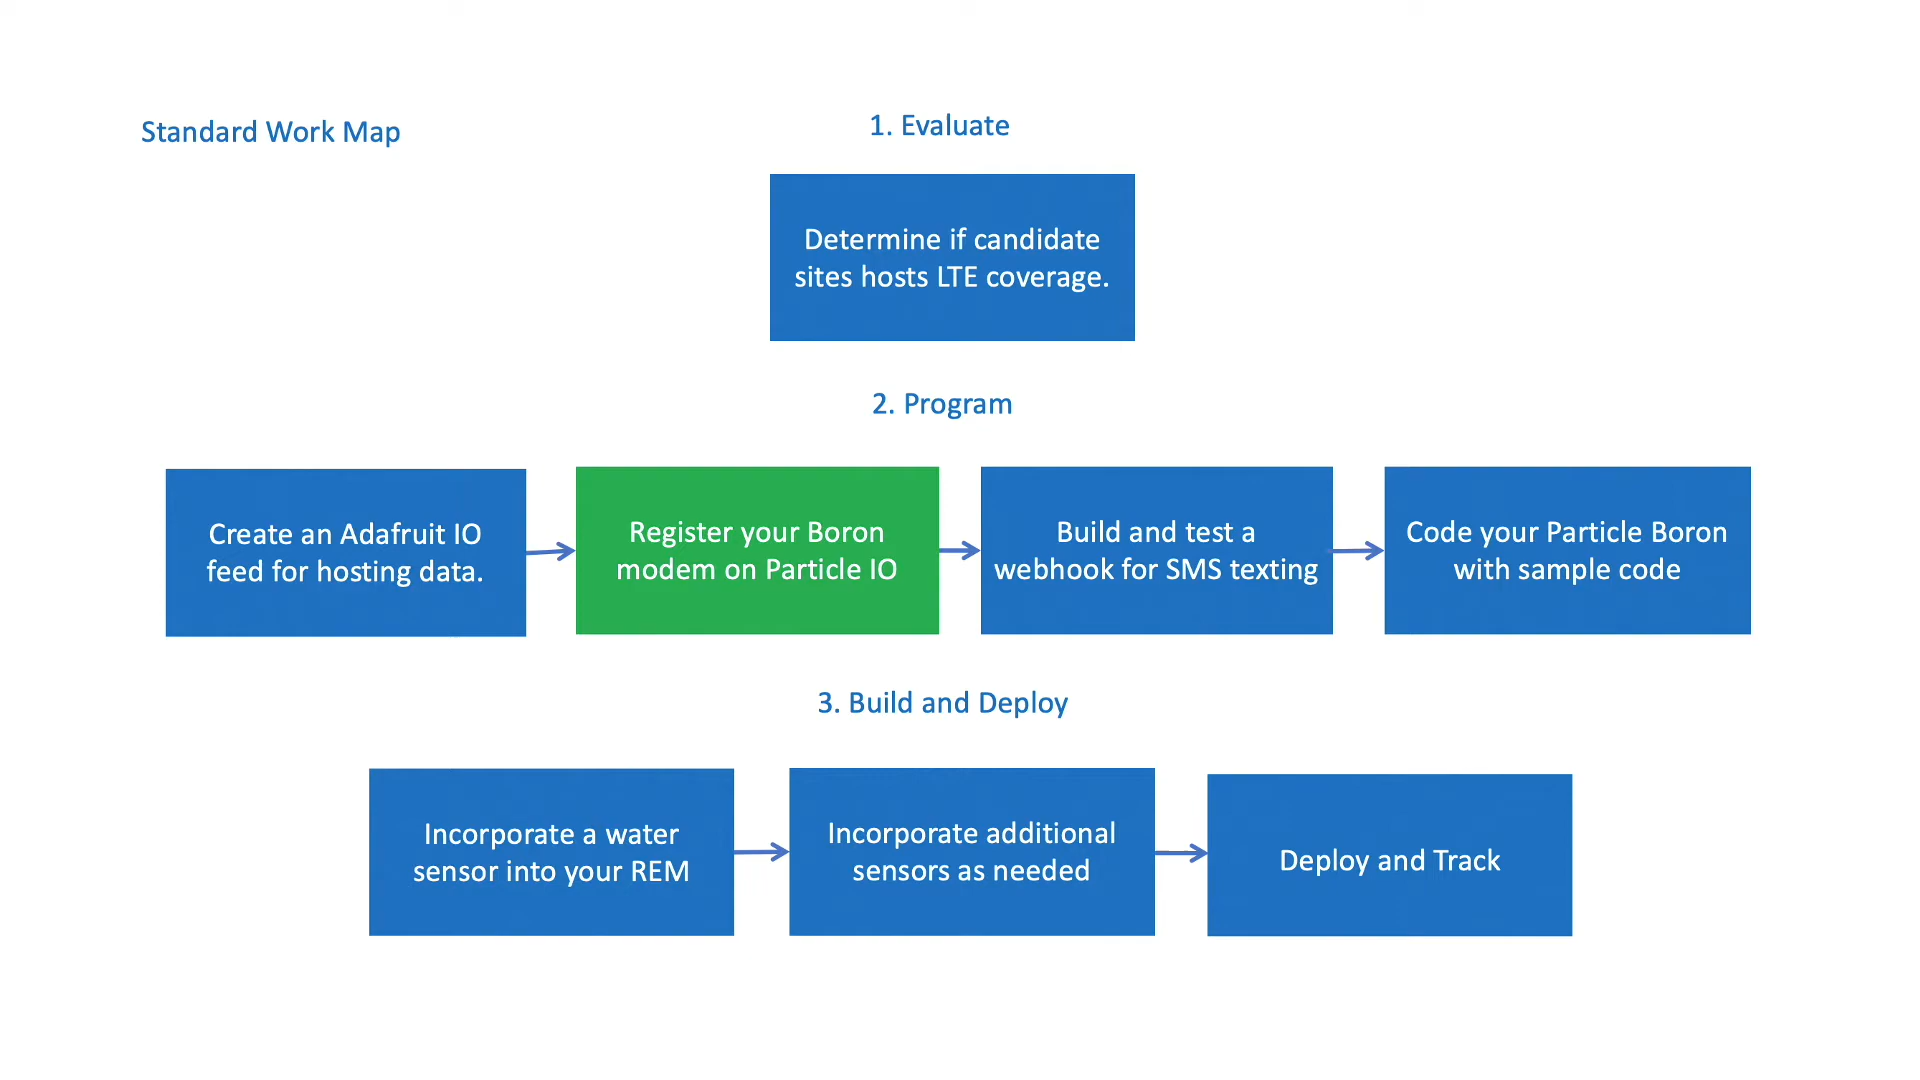 Standard Work Map
1. Evaluate
Determine if candidate
sites hosts LTE coverage.
2. Program
Create an Adafruit IO
feed for hosting data.
Register your Boron
modem on Particle IO
Build and test a
webhook for SMS texting
Code your Particle Boron
with sample code
3. Build and Deploy
Incorporate a water
sensor into your REM
Incorporate additional
sensors as needed
Deploy and Track